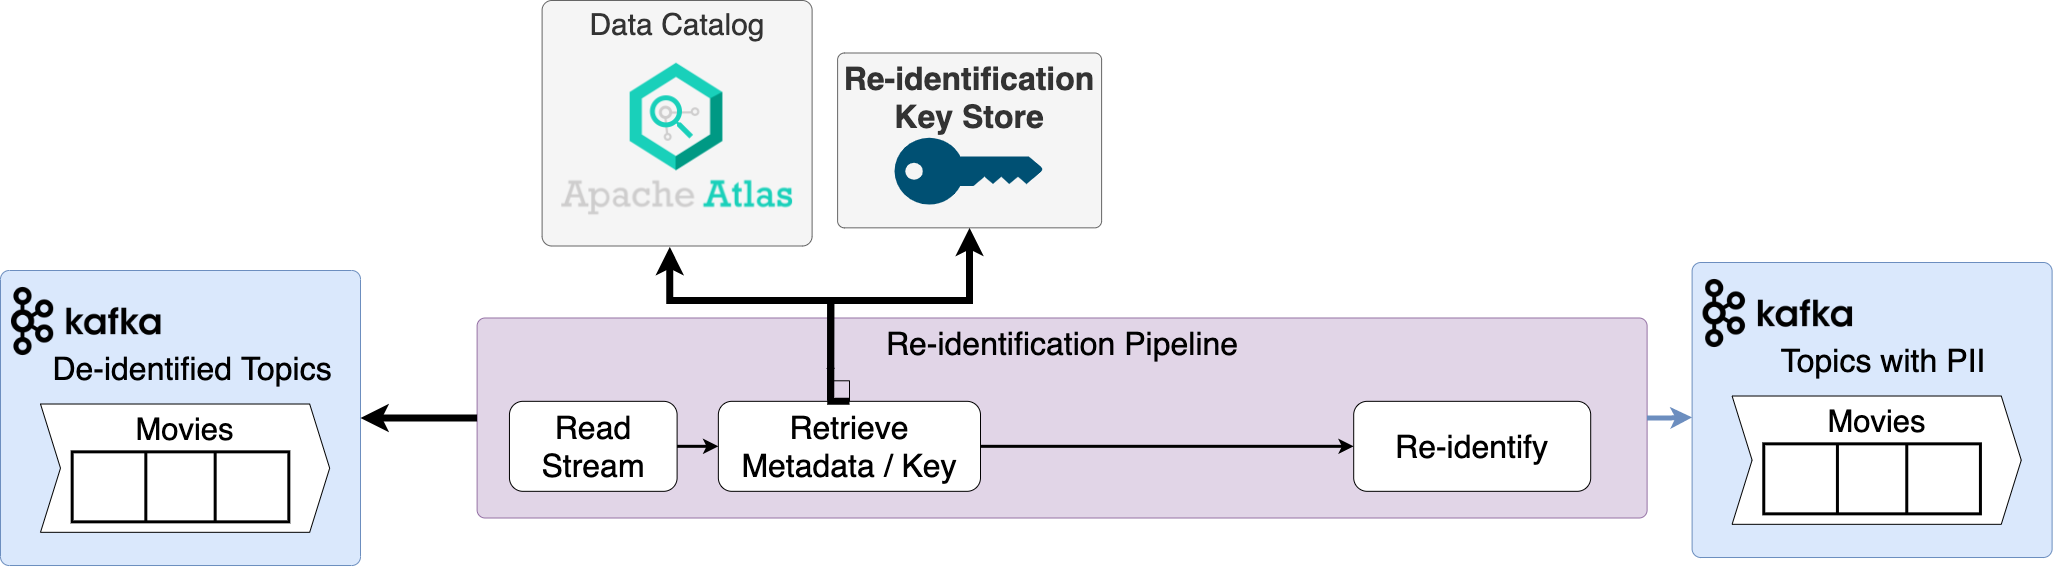 Data Catalog
Apache Atlas
Re-identification
Key Store
kafka
De-identified Topics
Movies
Re-identification Pipeline
Read
Stream
Retrieve
Metadata / Key
Re-identify
kafka
Topics with PII
Movies